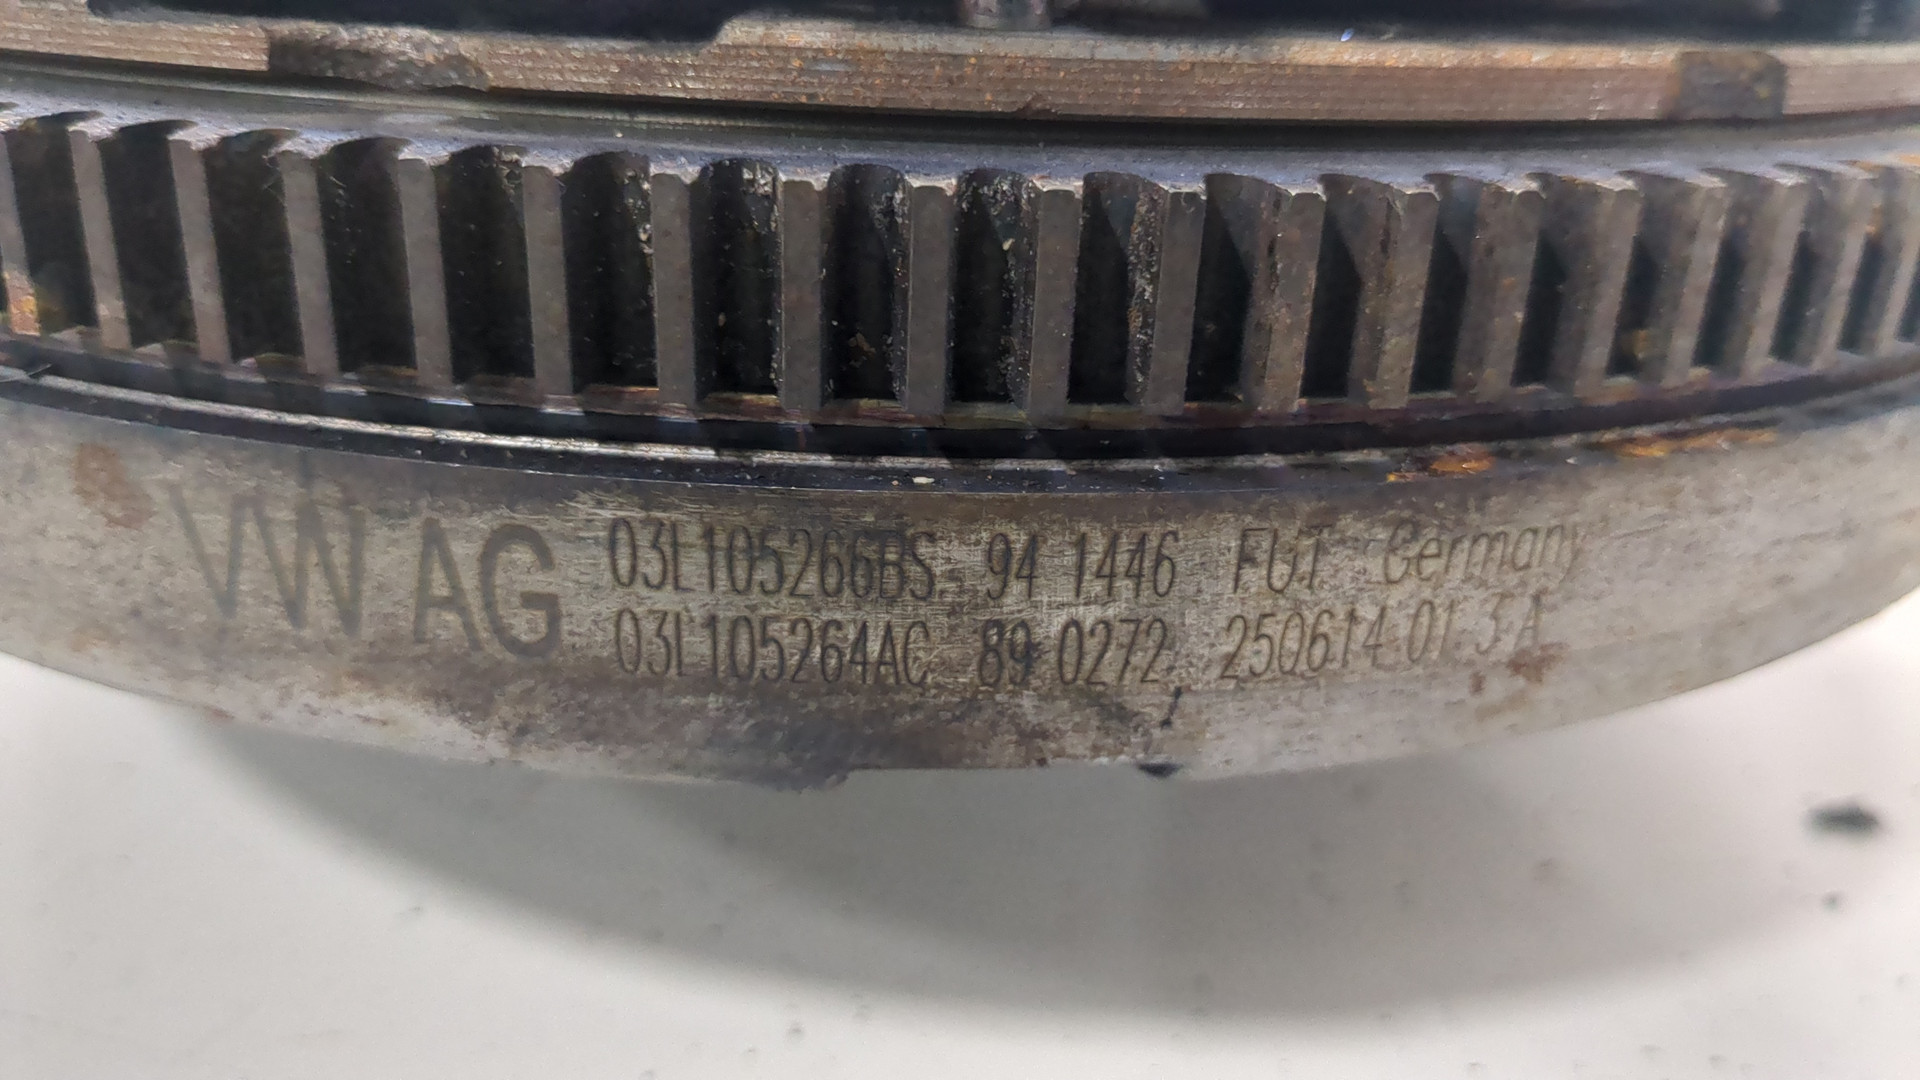 VW AG
03L105266BS 94 1446 FUT Germany
03L105264AC 89 0272 250614 01 3 A